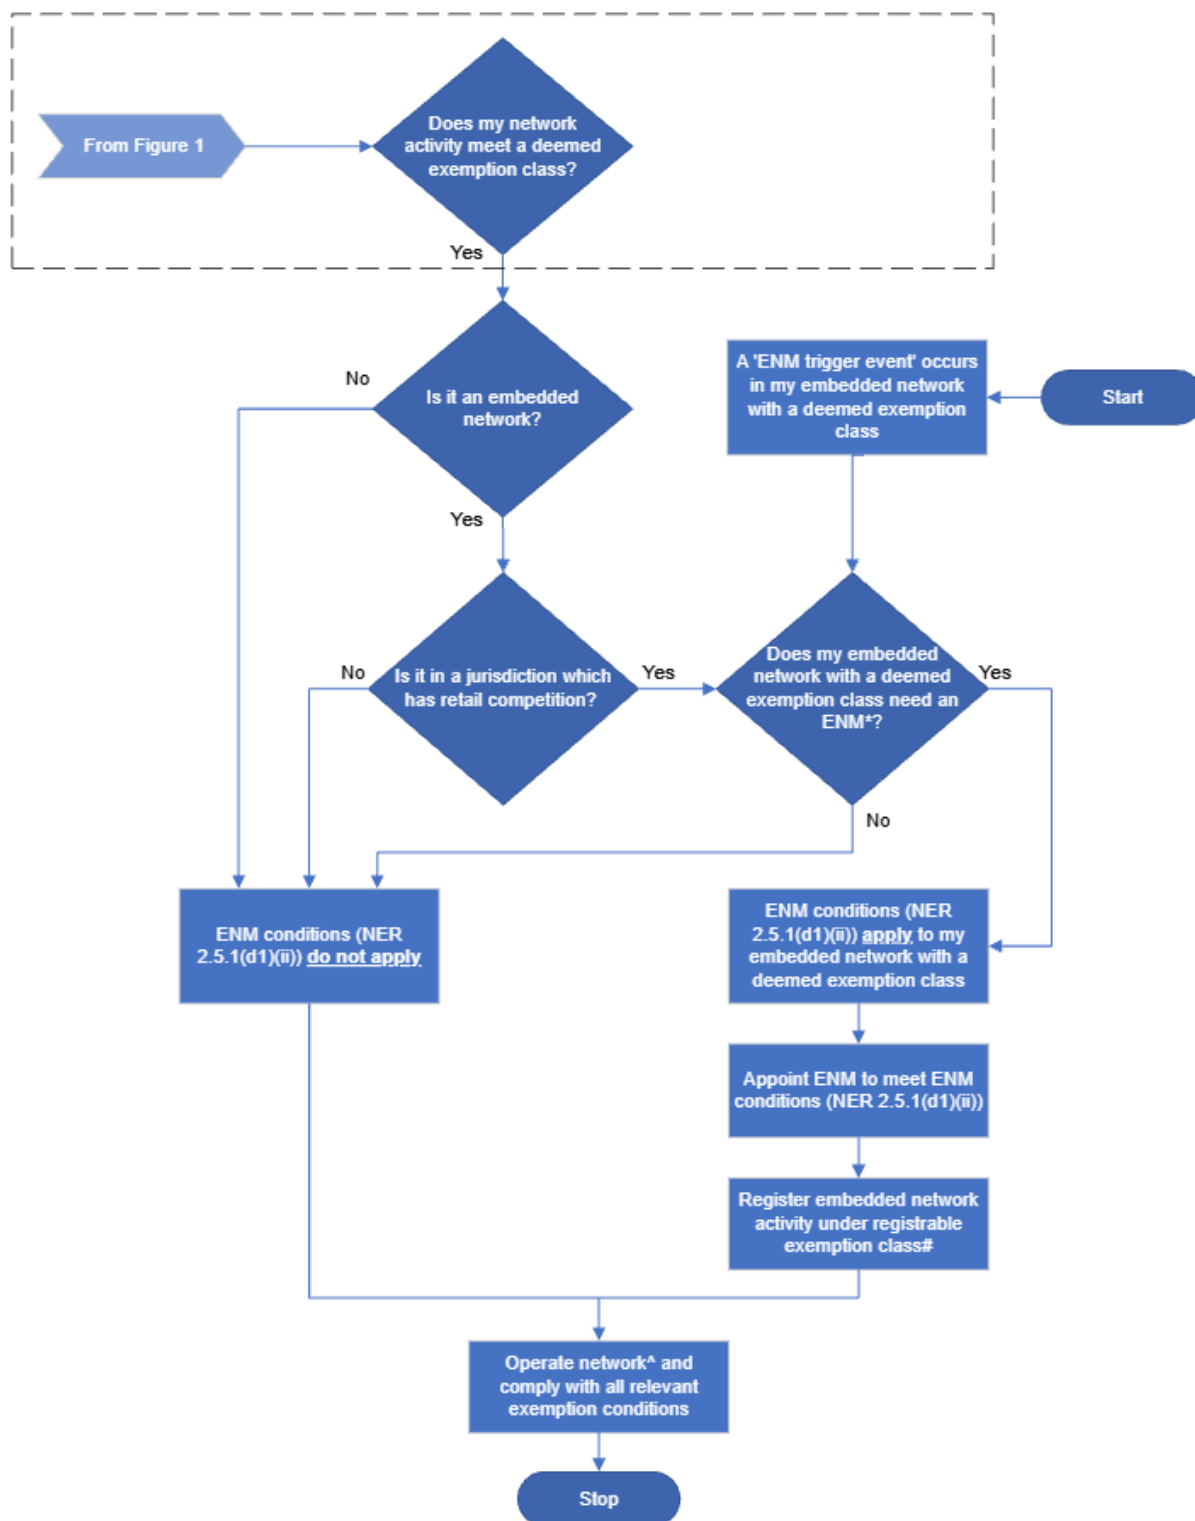 From Figure 1
Does my network
activity meet a deemed
exemption class?
Yes
Is it an embedded
network?
No
Yes
A 'ENM trigger event' occurs
in my embedded network
with a deemed exemption
class
Start
Is it in a jurisdiction which
has retail competition?
No
Yes
Does my embedded
network with a deemed
exemption class need an
ENM*?
Yes
No
ENM conditions (NER
2.5.1(d1)(ii)) do not apply
ENM conditions (NER
2.5.1(d1)(ii)) apply to my
embedded network with a
deemed exemption class
Appoint ENM to meet ENM
conditions (NER 2.5.1(d1)(ii))
Register embedded network
activity under registrable
exemption class#
Operate network^ and
comply with all relevant
exemption conditions
Stop